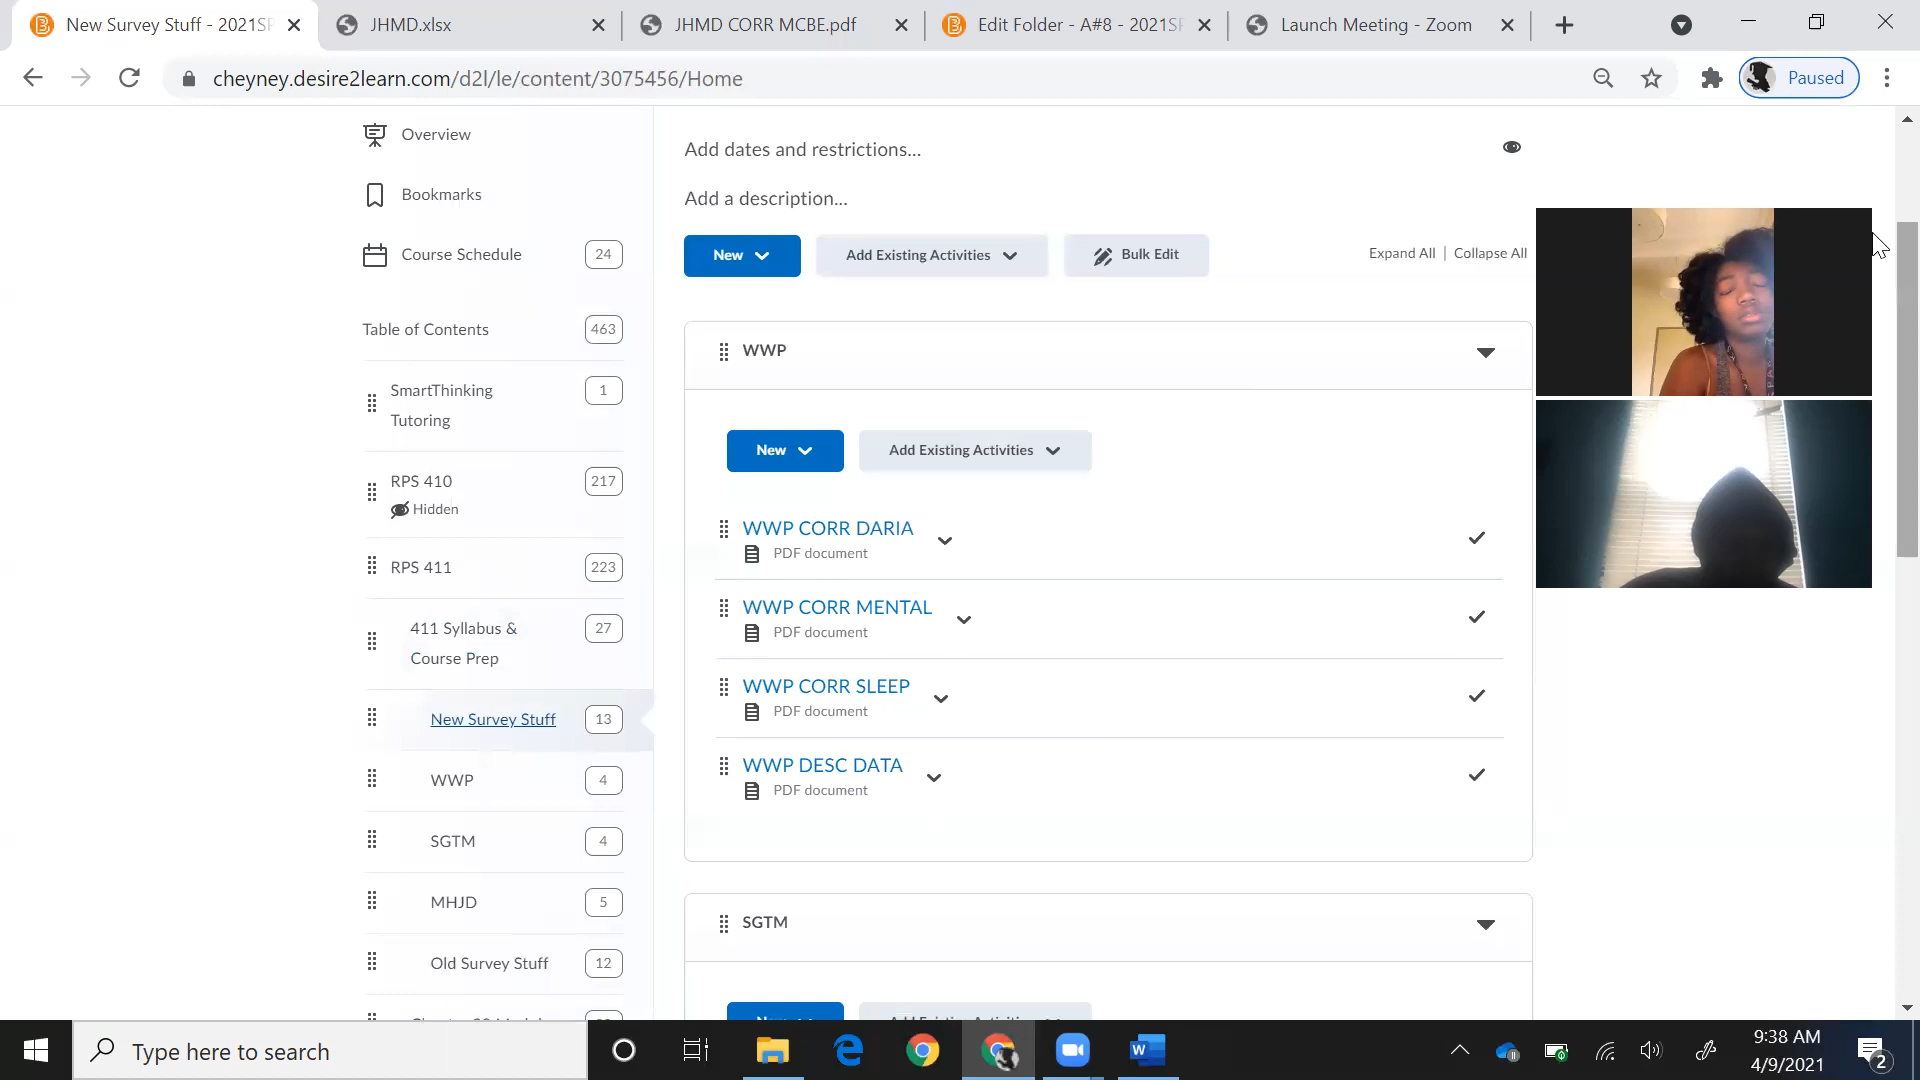 New Survey Stuff - 2021SP
JHMD.xlsx
JHMD CORR MCBE.pdf
Edit Folder - A#8 - 2021SP
Launch Meeting - Zoom
cheyney.desire2learn.com/d2l/le/content/3075456/Home
Paused
Overview
Bookmarks
Course Schedule
24
Table of Contents
463
SmartThinking
Tutoring
1
RPS 410
217
Hidden
RPS 411
223
411 Syllabus &
Course Prep
27
New Survey Stuff
13
WWP
4
SGTM
4
MHJD
5
Old Survey Stuff
12
Add dates and restrictions...
Add a description...
New
Add Existing Activities
Bulk Edit
Expand All | Collapse All
WWP
New
Add Existing Activities
WWP CORR DARIA
PDF document
WWP CORR MENTAL
PDF document
WWP CORR SLEEP
PDF document
WWP DESC DATA
PDF document
SGTM
New
Add Existing Activities
Type here to search
9:38 AM
4/9/2021
2